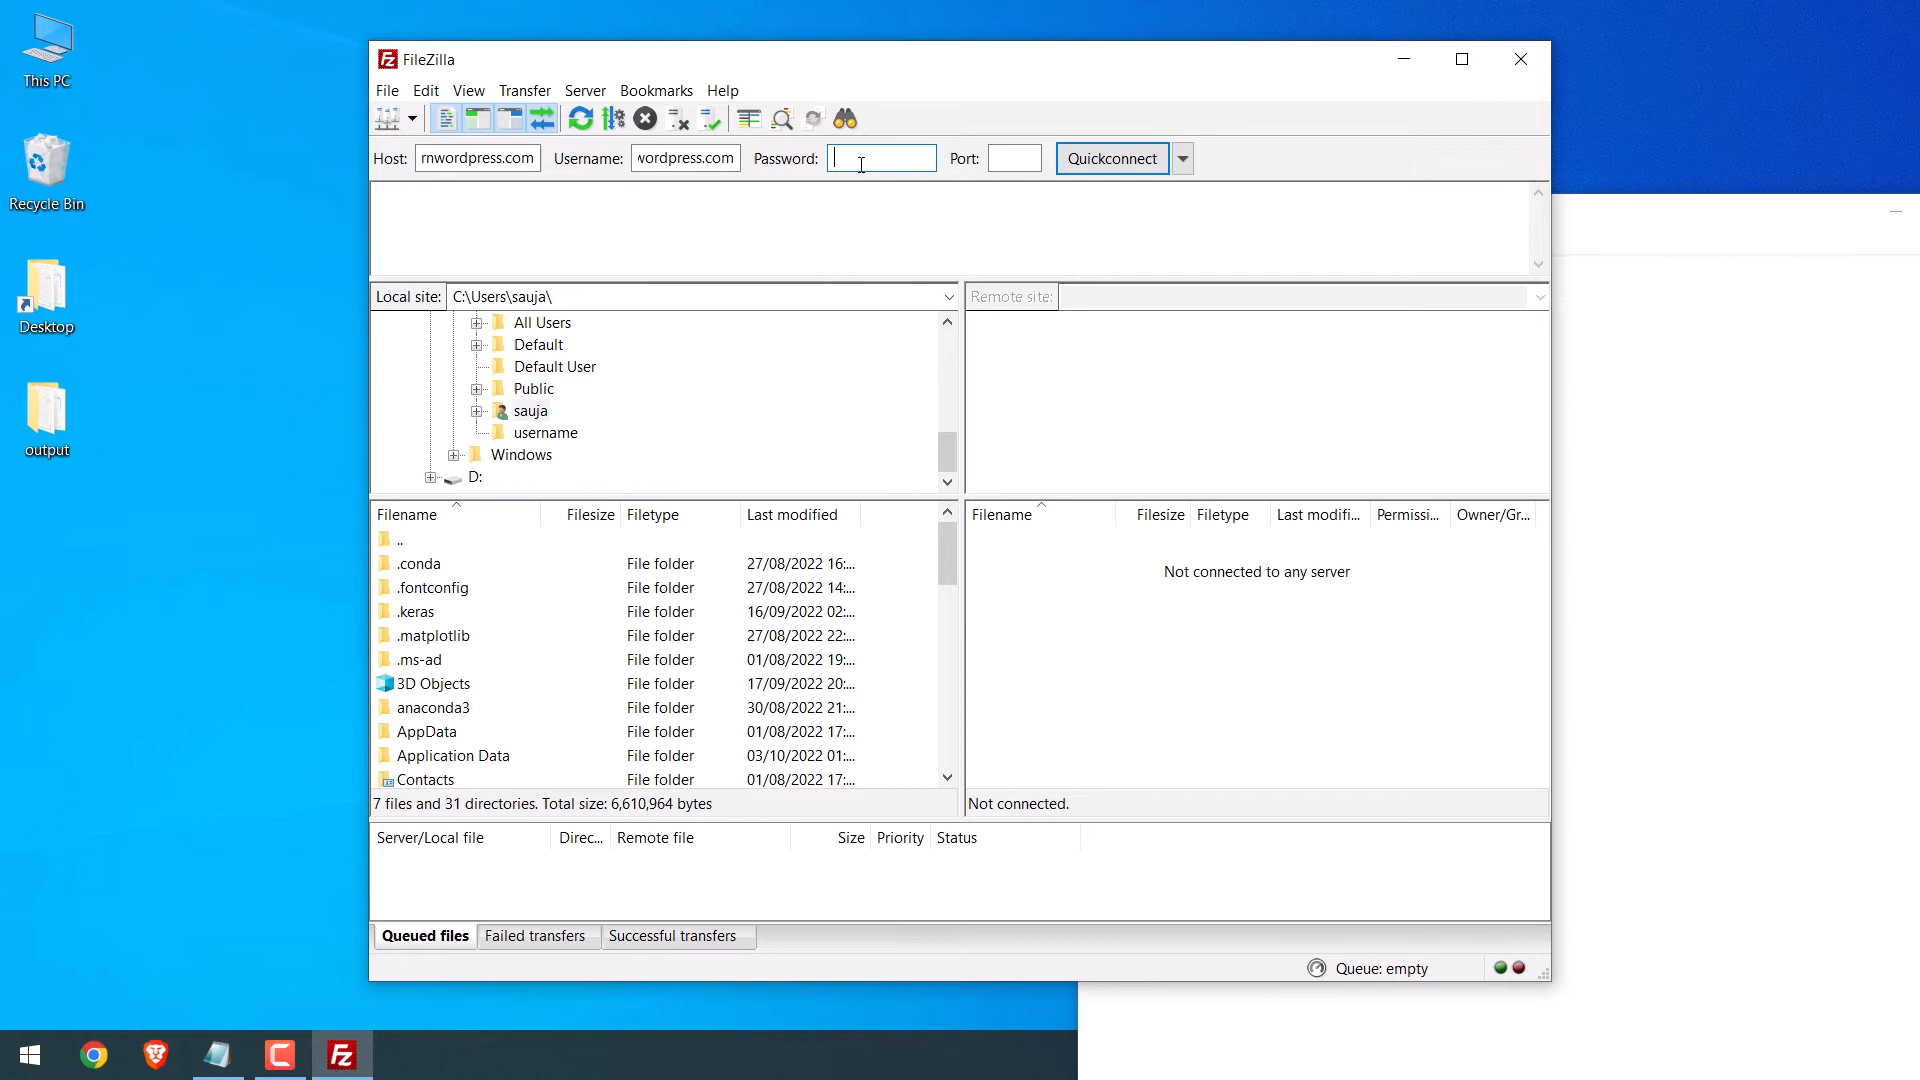 This PC
Recycle Bin
Desktop
output
FileZilla
File Edit View Transfer Server Bookmarks Help
Host: rnwordpress.com Username: wordpress.com Password: Port: Quickconnect
Local site: C:\Users\sauja\
Remote site:
All Users
Default
Default User
Public
sauja
username
Windows
D:
Filename Filesize Filetype Last modified
..
.conda File folder 27/08/2022 16:...
.fontconfig File folder 27/08/2022 14:...
.keras File folder 16/09/2022 02:...
.matplotlib File folder 27/08/2022 22:...
.ms-ad File folder 01/08/2022 19:...
3D Objects File folder 17/09/2022 20:...
anaconda3 File folder 30/08/2022 21:...
AppData File folder 01/08/2022 17:...
Application Data File folder 03/10/2022 01:...
Contacts File folder 01/08/2022 17:...
7 files and 31 directories. Total size: 6,610,964 bytes
Filename Filesize Filetype Last modifi... Permissi... Owner/Gr...
Not connected to any server
Not connected.
Server/Local file Direc... Remote file Size Priority Status
Queued files Failed transfers Successful transfers
Queue: empty